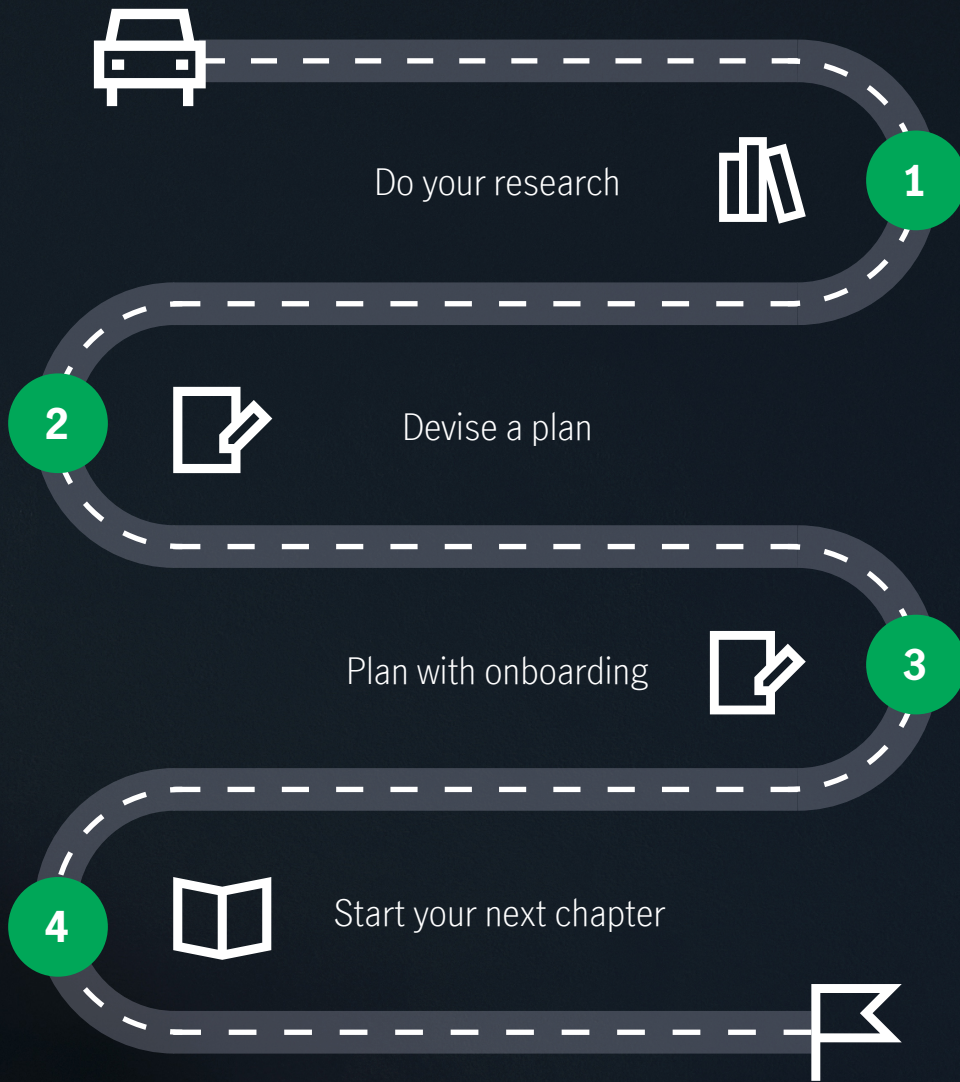 Do your research
1
2
Devise a plan
Plan with onboarding
3
4
Start your next chapter